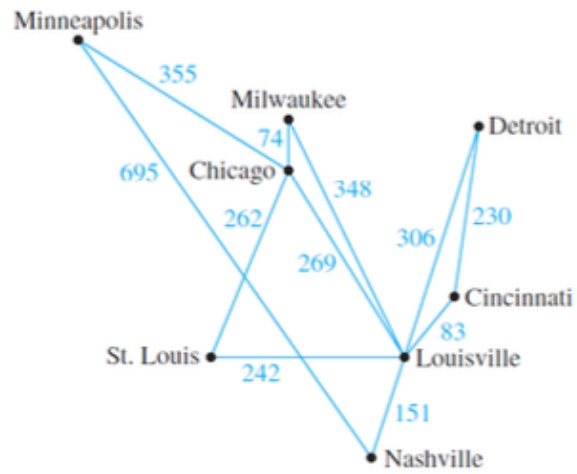 Minneapolis
355
Milwaukee
74
Detroit
Chicago
695
348
262
306
230
269
Cincinnati
83
St. Louis
Louisville
242
151
Nashville